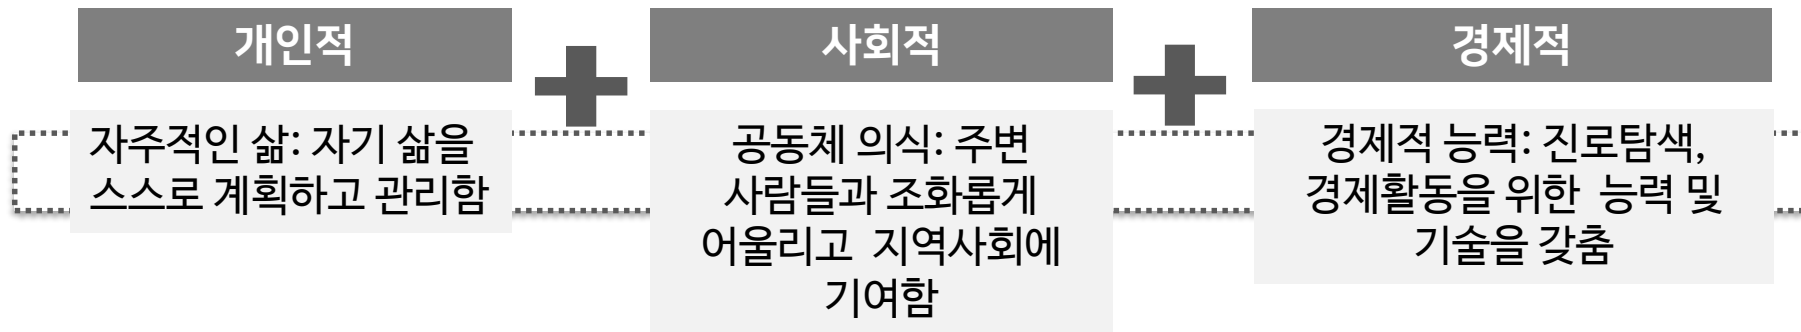 개인적
자주적인 삶: 자기 삶을
스스로 계획하고 관리함
사회적
공동체 의식: 주변
사람들과 조화롭게
어울리고 지역사회에
기여함
경제적
경제적 능력: 진로탐색,
경제활동을 위한 능력 및
기술을 갖춤